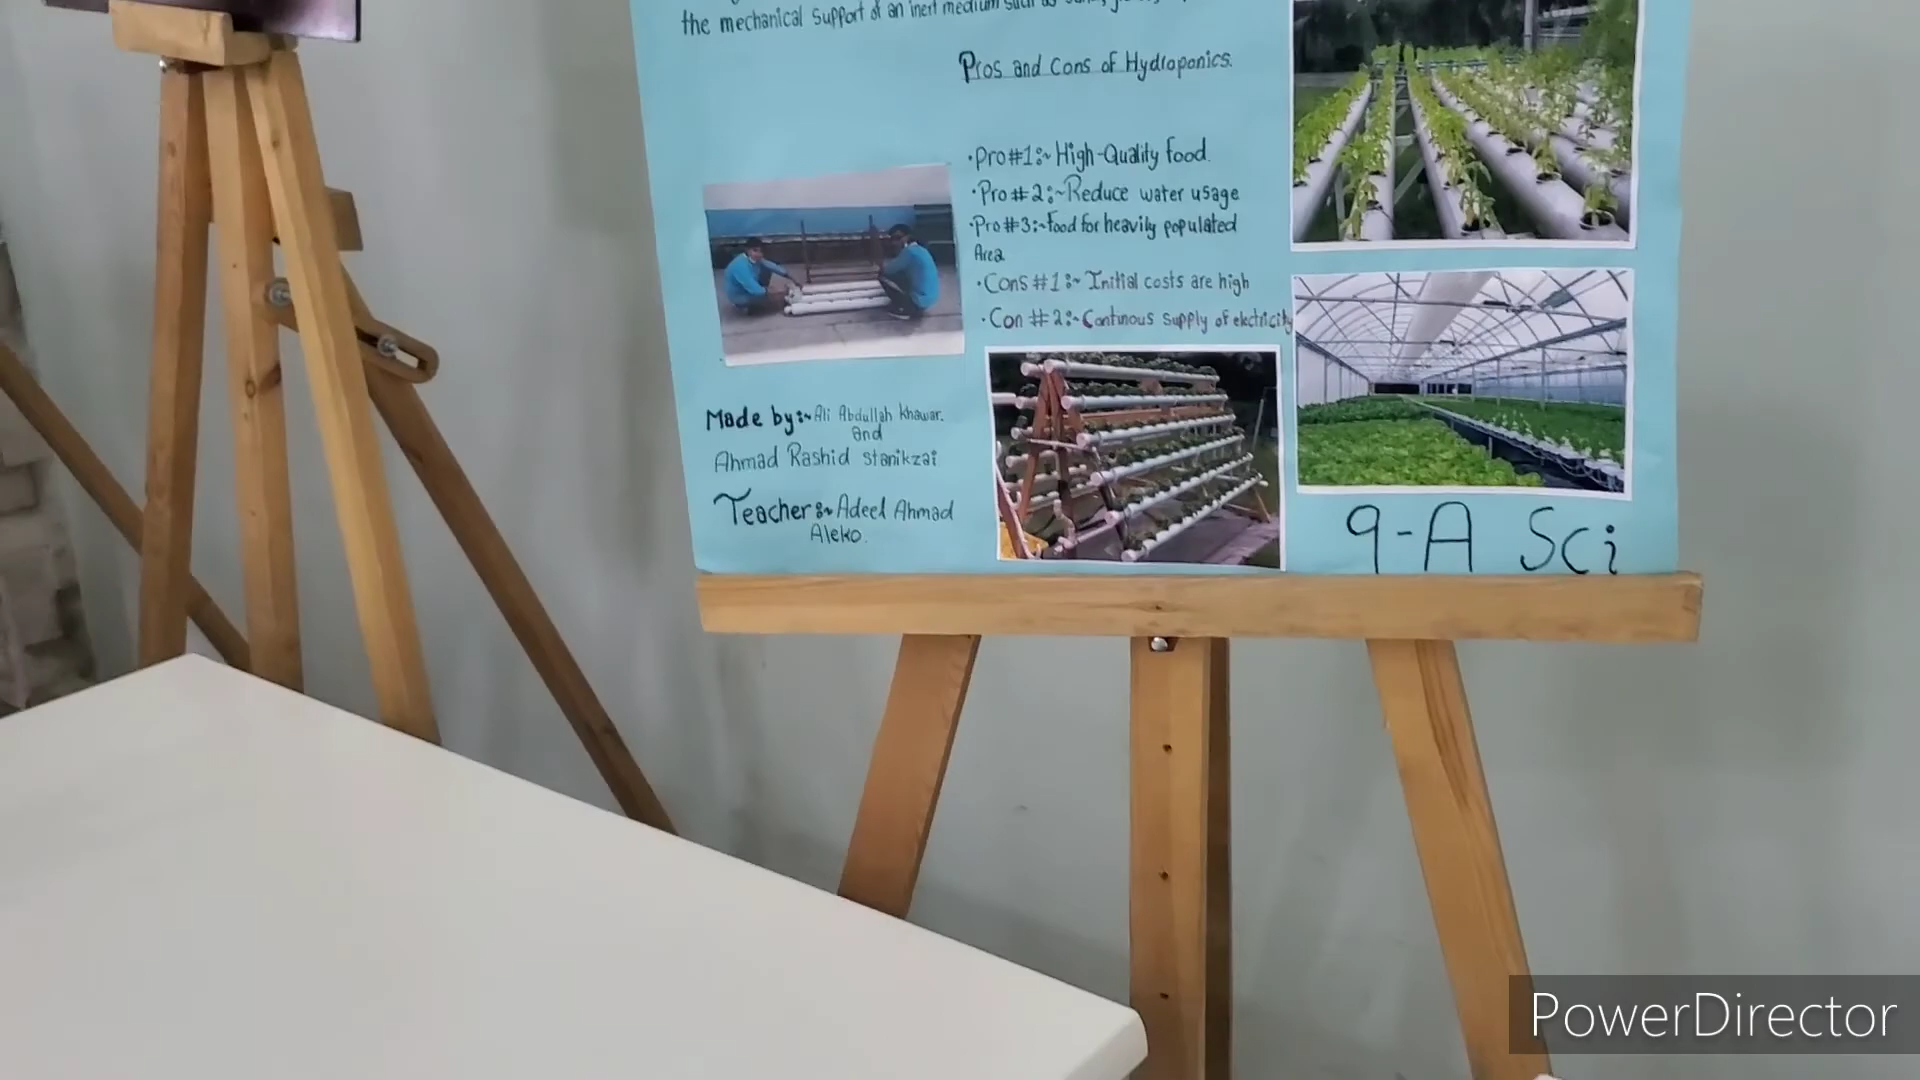 the mechanical support of an inert medium such as
Pros and Cons of Hydroponics.
•Pro#1:~ High-Quality food.
•Pro#2:~Reduce water usage
•Pro#3:~Food for heavily populated
Area
•Cons#1:~ Initial costs are high
•Con #2:~Continous supply of electricity
Made by:~ Ali Abdullah Khawar.
and
Ahmad Rashid Stanikzai
Teacher:~ Adeel Ahmad
Aleko.
9-A Sci
PowerDirector